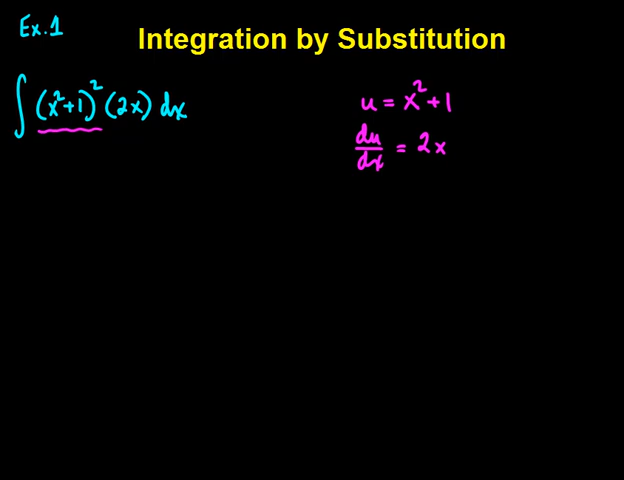 Ex.1
Integration by Substitution
∫ (x²+1)² (2x) dx
u = x²+1
du/dx = 2x